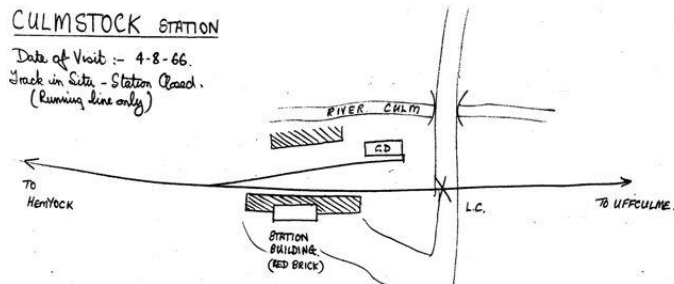 CULMSTOCK STATION
Date of Visit :- 4-8-66.
Track in Situ - Station Closed.
(Running line only)
RIVER CULM
GD
TO
HEMYOCK
L.C.
TO UFFCULME.
STATION
BUILDING.
(RED BRICK)